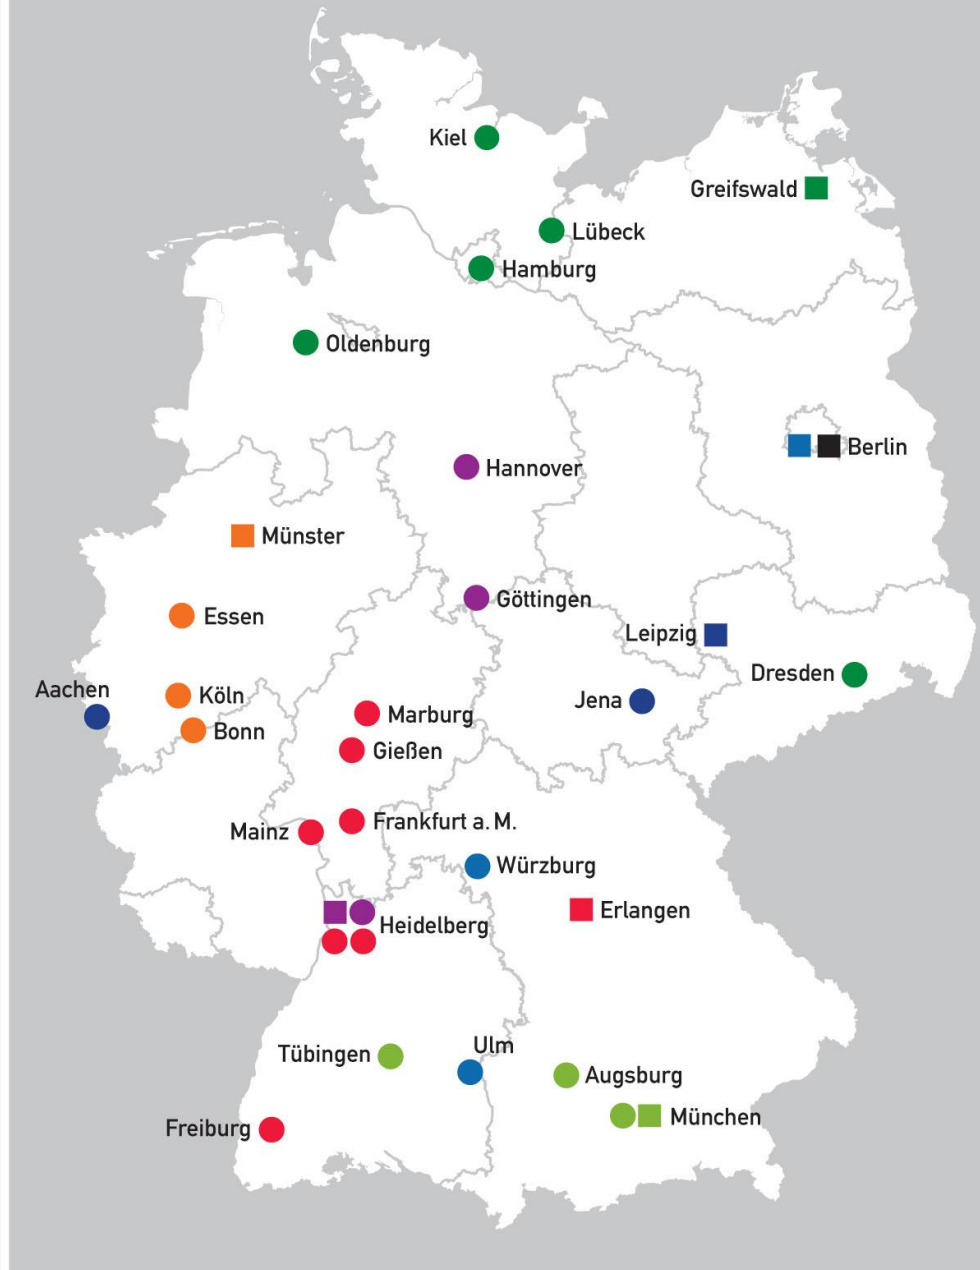 Kiel
Greifswald
Lübeck
Hamburg
Oldenburg
Berlin
Hannover
Münster
Göttingen
Essen
Leipzig
Dresden
Aachen
Köln
Jena
Marburg
Bonn
Gießen
Frankfurt a. M.
Mainz
Würzburg
Erlangen
Heidelberg
Ulm
Tübingen
Augsburg
München
Freiburg